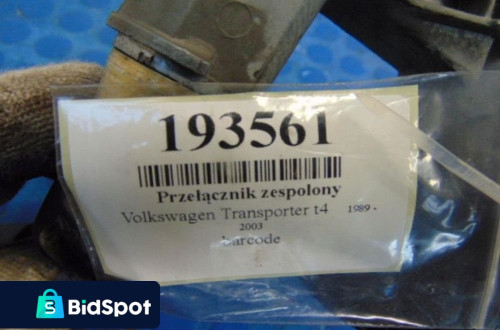 193561
Przełącznik zespolony
Volkswagen Transporter t4 1989 -
2003
barcode
BidSpot